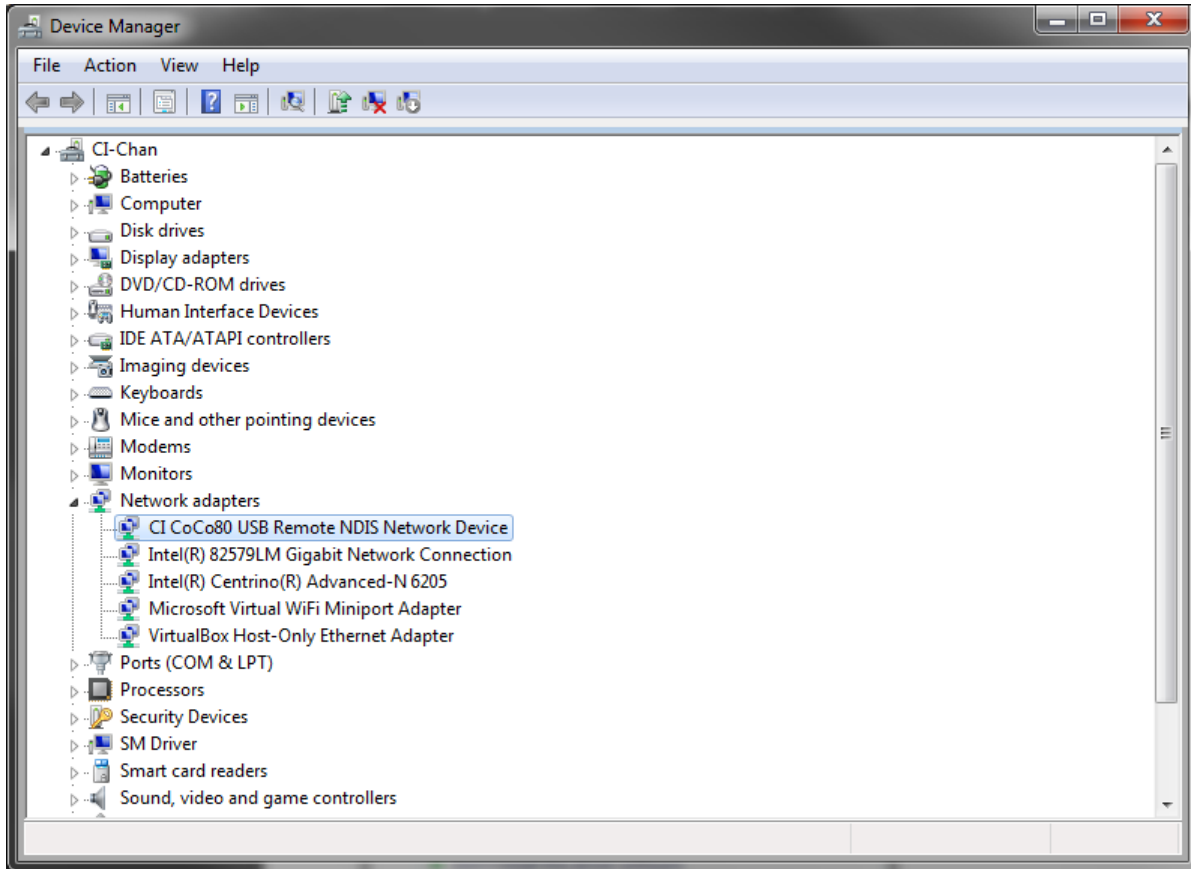 Device Manager
File Action View Help
CI-Chan
Batteries
Computer
Disk drives
Display adapters
DVD/CD-ROM drives
Human Interface Devices
IDE ATA/ATAPI controllers
Imaging devices
Keyboards
Mice and other pointing devices
Modems
Monitors
Network adapters
CI CoCo80 USB Remote NDIS Network Device
Intel(R) 82579LM Gigabit Network Connection
Intel(R) Centrino(R) Advanced-N 6205
Microsoft Virtual WiFi Miniport Adapter
VirtualBox Host-Only Ethernet Adapter
Ports (COM & LPT)
Processors
Security Devices
SM Driver
Smart card readers
Sound, video and game controllers